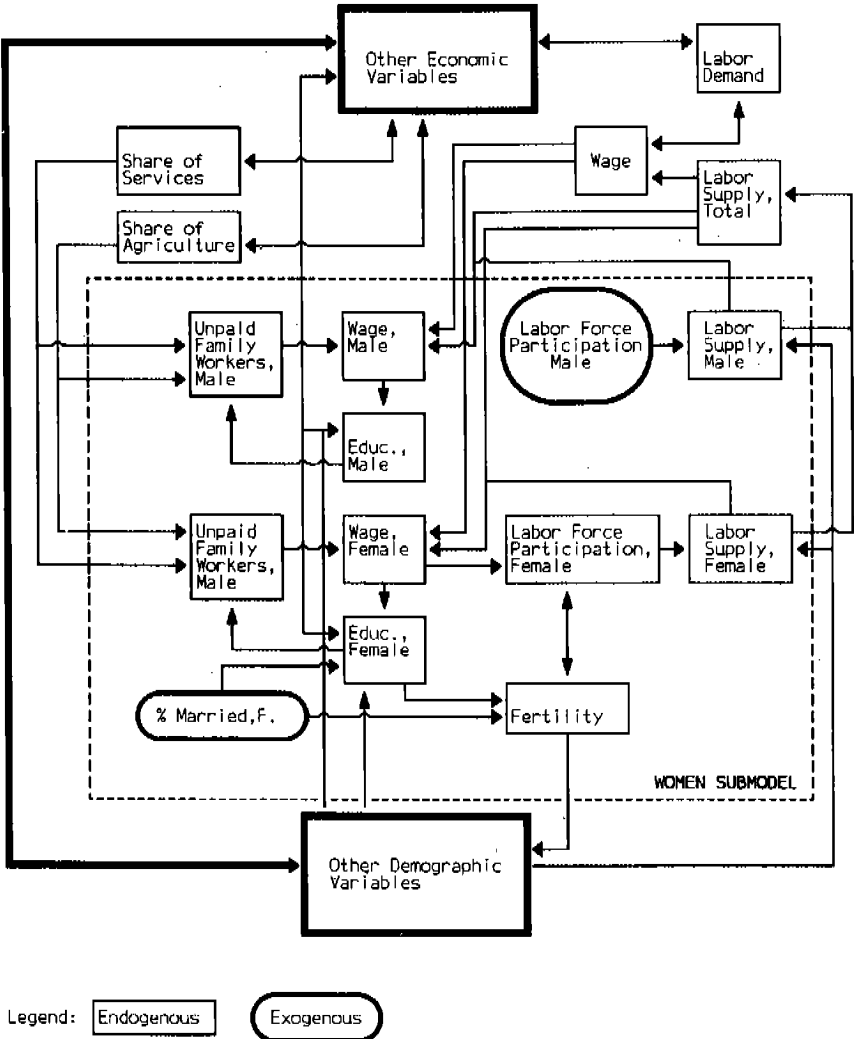 Other Economic
Variables
Labor
Demand
Share of
Services
Wage
Labor
Supply,
Total
Share of
Agriculture
Unpaid
Family
Workers,
Male
Wage,
Male
Labor Force
Participation
Male
Labor
Supply,
Male
Educ.,
Male
Unpaid
Family
Workers,
Male
Wage,
Female
Labor Force
Participation,
Female
Labor
Supply,
Female
Educ.,
Female
% Married,F.
Fertility
WOMEN SUBMODEL
Other Demographic
Variables
Legend:
Endogenous
Exogenous